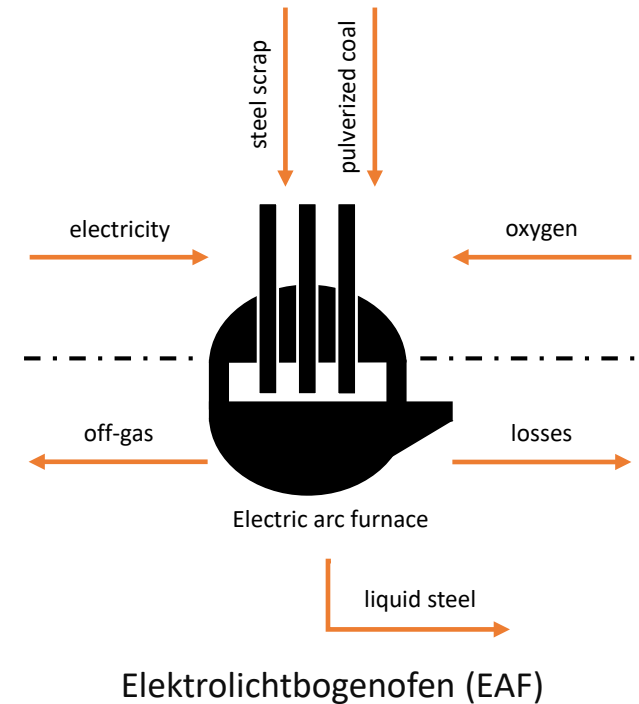 steel scrap
pulverized coal
electricity
oxygen
off-gas
losses
Electric arc furnace
liquid steel
Elektrolichtbogenofen (EAF)